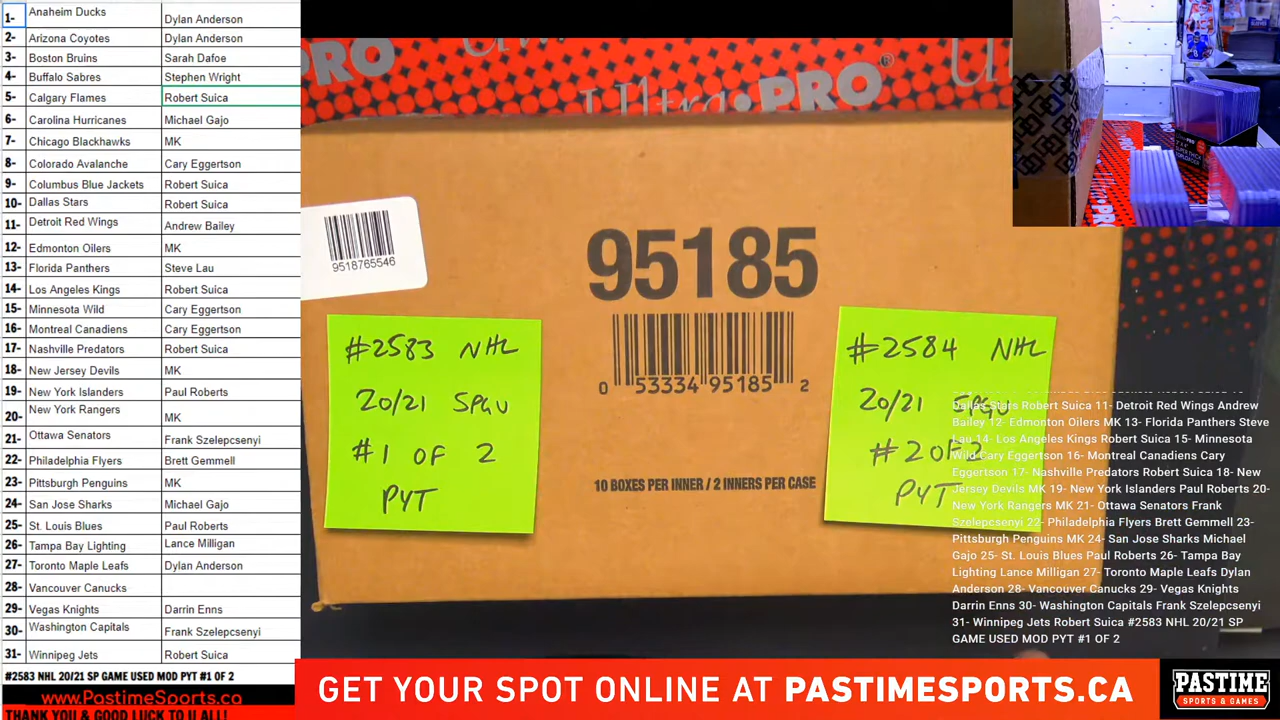 1- Anaheim Ducks Dylan Anderson
2- Arizona Coyotes Dylan Anderson
3- Boston Bruins Sarah Dafoe
4- Buffalo Sabres Stephen Wright
5- Calgary Flames Robert Suica
6- Carolina Hurricanes Michael Gajo
7- Chicago Blackhawks MK
8- Colorado Avalanche Cary Eggertson
9- Columbus Blue Jackets Robert Suica
10- Dallas Stars Robert Suica
11- Detroit Red Wings Andrew Bailey
12- Edmonton Oilers MK
13- Florida Panthers Steve Lau
14- Los Angeles Kings Robert Suica
15- Minnesota Wild Cary Eggertson
16- Montreal Canadiens Cary Eggertson
17- Nashville Predators Robert Suica
18- New Jersey Devils MK
19- New York Islanders Paul Roberts
20- New York Rangers MK
21- Ottawa Senators Frank Szelepcsenyi
22- Philadelphia Flyers Brett Gemmell
23- Pittsburgh Penguins MK
24- San Jose Sharks Michael Gajo
25- St. Louis Blues Paul Roberts
26- Tampa Bay Lighting Lance Milligan
27- Toronto Maple Leafs Dylan Anderson
28- Vancouver Canucks
29- Vegas Knights Darrin Enns
30- Washington Capitals Frank Szelepcsenyi
31- Winnipeg Jets Robert Suica
#2583 NHL 20/21 SP GAME USED MOD PYT #1 OF 2
www.PastimeSports.ca
THANK YOU & GOOD LUCK TO U ALL!
PRO
Ultra•PRO®
U
9518765546
95185
0 53334 95185 2
10 BOXES PER INNER / 2 INNERS PER CASE
#2583 NHL
20/21 SPGU
#1 OF 2
PYT
#2584 NHL
20/21 SPGU
#2 OF 2
PYT
Dallas Stars Robert Suica 11- Detroit Red Wings Andrew
Bailey 12- Edmonton Oilers MK 13- Florida Panthers Steve
Lau 14- Los Angeles Kings Robert Suica 15- Minnesota
Wild Cary Eggertson 16- Montreal Canadiens Cary
Eggertson 17- Nashville Predators Robert Suica 18- New
Jersey Devils MK 19- New York Islanders Paul Roberts 20-
New York Rangers MK 21- Ottawa Senators Frank
Szelepcsenyi 22- Philadelphia Flyers Brett Gemmell 23-
Pittsburgh Penguins MK 24- San Jose Sharks Michael
Gajo 25- St. Louis Blues Paul Roberts 26- Tampa Bay
Lighting Lance Milligan 27- Toronto Maple Leafs Dylan
Anderson 28- Vancouver Canucks 29- Vegas Knights
Darrin Enns 30- Washington Capitals Frank Szelepcsenyi
31- Winnipeg Jets Robert Suica #2583 NHL 20/21 SP
GAME USED MOD PYT #1 OF 2
GET YOUR SPOT ONLINE AT PASTIMESPORTS.CA
PASTIME
SPORTS & GAMES